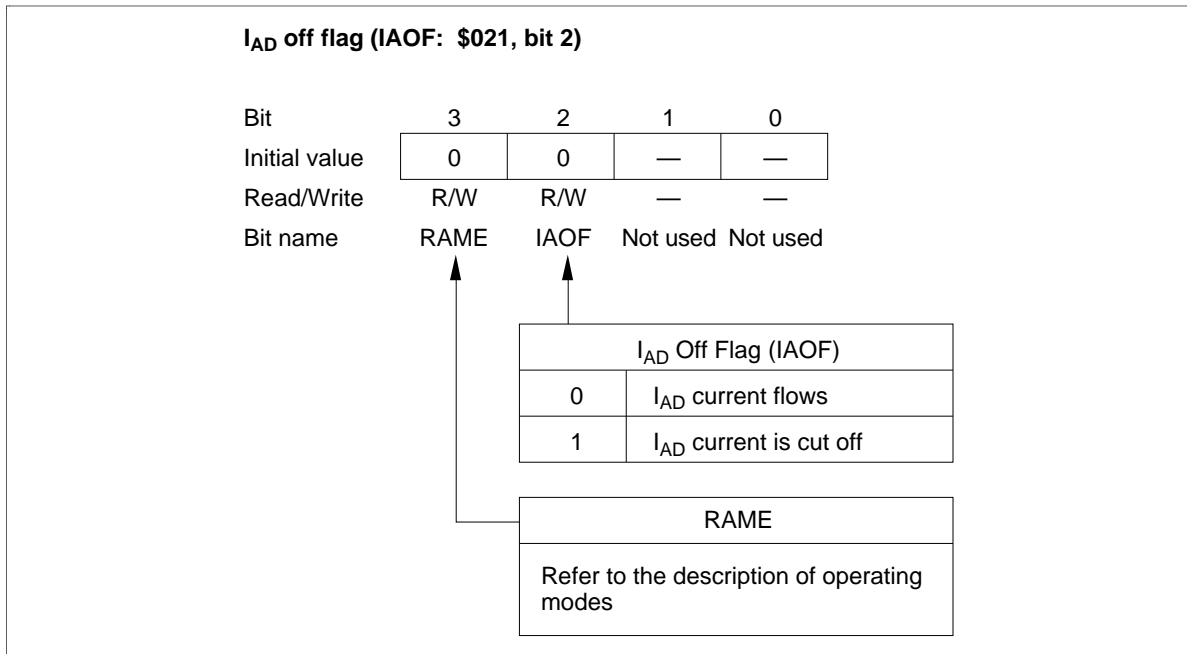 IAD off flag (IAOF: $021, bit 2)
Bit 3 2 1 0
Initial value 0 0 — —
Read/Write R/W R/W — —
Bit name RAME IAOF Not used Not used
IAD Off Flag (IAOF)
0 IAD current flows
1 IAD current is cut off
RAME
Refer to the description of operating
modes